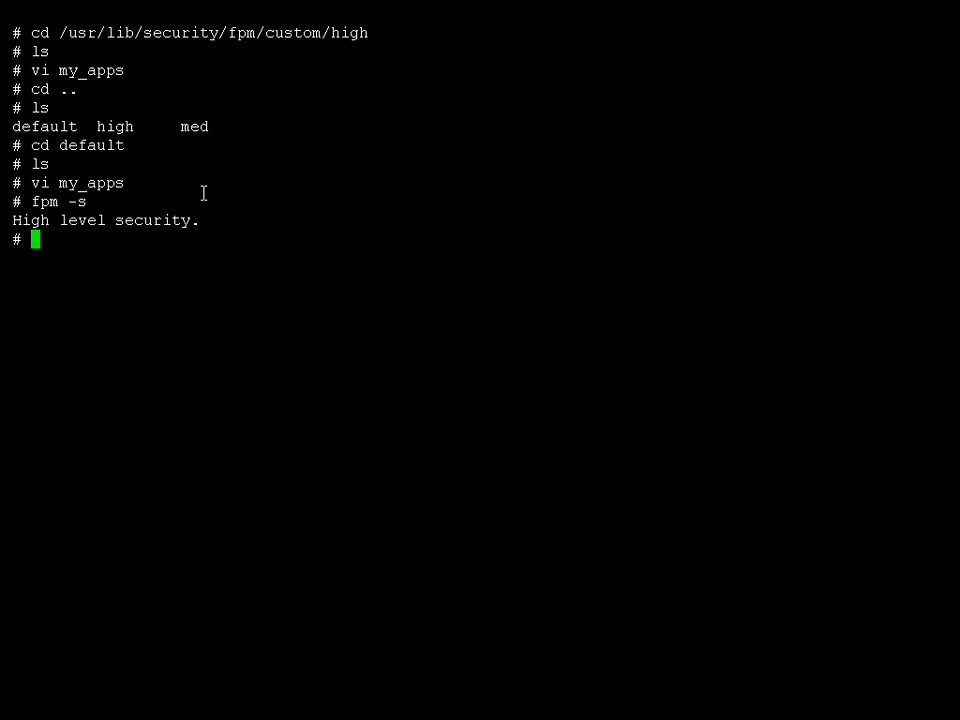 # cd /usr/lib/security/fpm/custom/high
# ls
# vi my_apps
# cd ..
# ls
default  high     med
# cd default
# ls
# vi my_apps
# fpm -s
High level security.
#